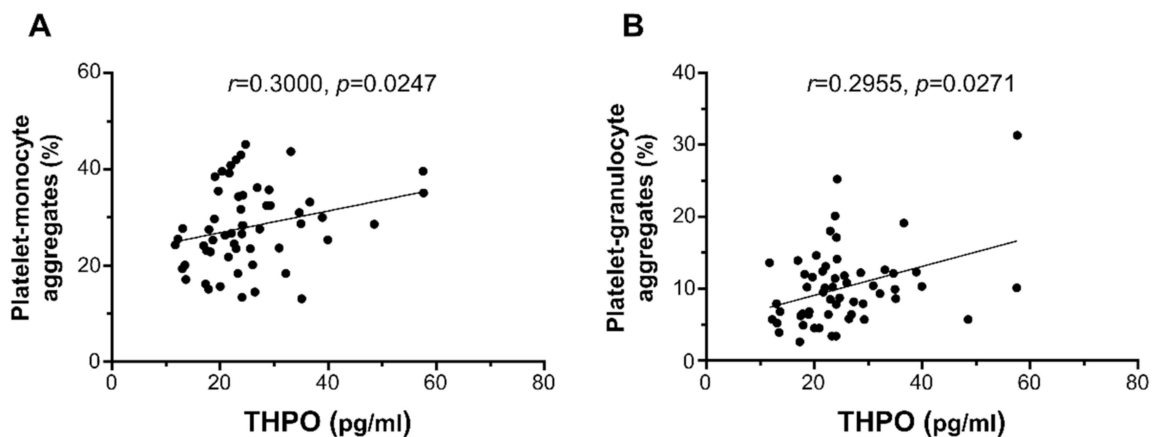 A
r=0.3000, p=0.0247
Platelet-monocyte
aggregates (%)
60
40
20
0
0 20 40 60 80
THPO (pg/ml)
B
r=0.2955, p=0.0271
Platelet-granulocyte
aggregates (%)
40
30
20
10
0
0 20 40 60 80
THPO (pg/ml)